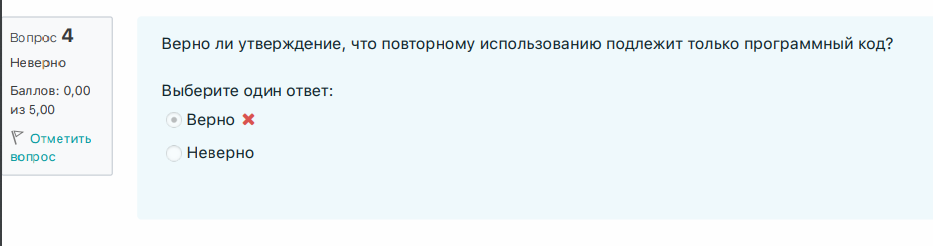 Вопрос 4
Неверно
Баллов: 0,00
из 5,00
Отметить
вопрос
Верно ли утверждение, что повторному использованию подлежит только программный код?
Выберите один ответ:
Верно
Неверно